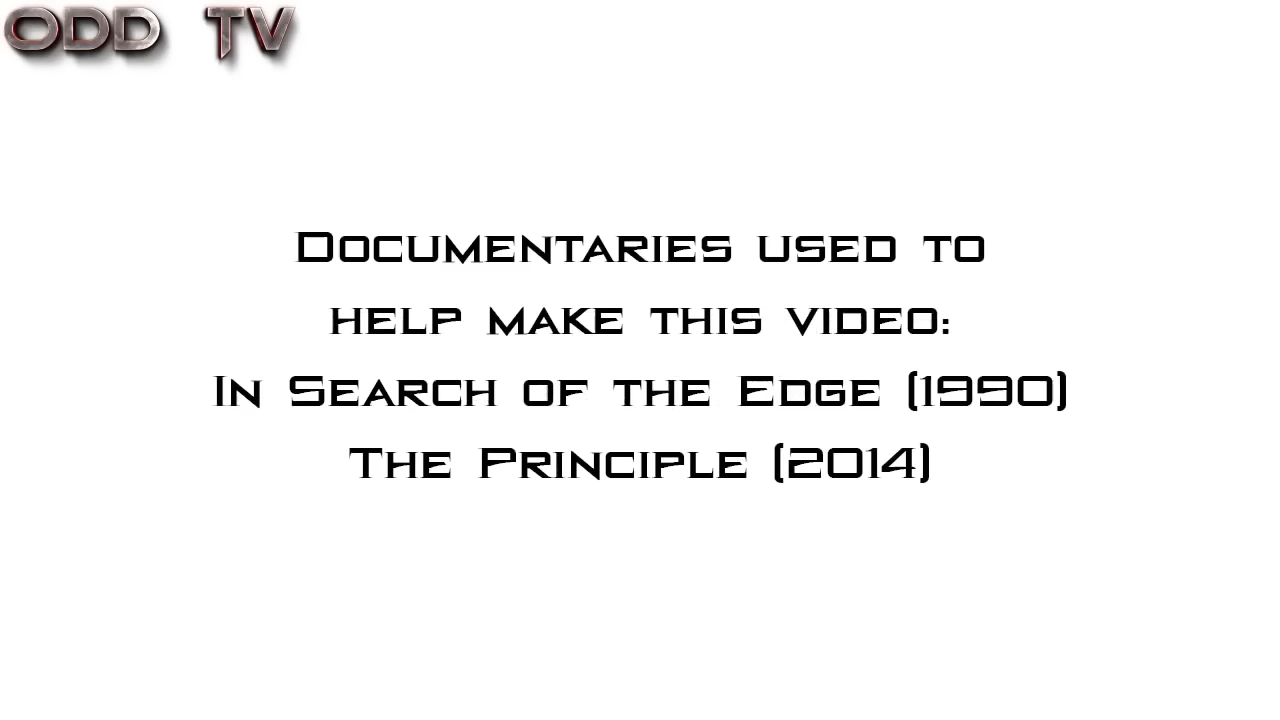 ODD TV
Documentaries used to
help make this video:
In Search of the Edge (1990)
The Principle (2014)